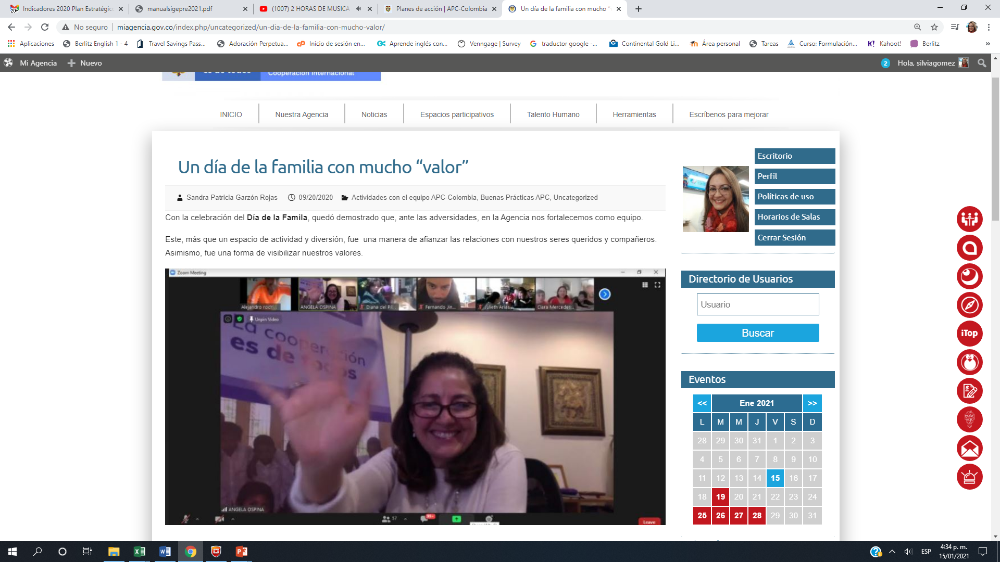 Indicadores 2020 Plan Estratégic
manualsigepre2021.pdf
(1007) 2 HORAS DE MUSICA
Planes de acción | APC-Colombia
Un día de la familia con mucho "
No seguro
miagencia.gov.co/index.php/uncategorized/un-dia-de-la-familia-con-mucho-valor/
Aplicaciones
Berlitz English 1 - 4
Travel Savings Pass...
Adoración Perpetua...
Inicio de sesión en...
Aprende inglés con...
Venngage | Survey
traductor google -...
Continental Gold Li...
Área personal
Tareas
Curso: Formulación...
Kahoot!
Berlitz
»
Mi Agencia
Nuevo
2
Hola, silviagomez
es de todos
Cooperación Internacional
INICIO
Nuestra Agencia
Noticias
Espacios participativos
Talento Humano
Herramientas
Escríbenos para mejorar
Un día de la familia con mucho “valor”
Sandra Patricia Garzón Rojas
09/20/2020
Actividades con el equipo APC-Colombia, Buenas Prácticas APC, Uncategorized
Con la celebración del Día de la Famila, quedó demostrado que, ante las adversidades, en la Agencia nos fortalecemos como equipo.
Este, más que un espacio de actividad y diversión, fue una manera de afianzar las relaciones con nuestros seres queridos y compañeros.
Asimismo, fue una forma de visibilizar nuestros valores.
Zoom Meeting
Alejandro rodri...
ANGELA OSPINA
Diana del Pil...
Fernando Jin...
Julieth Arias...
Clara Mercedes...
Unpin Video
La cooperación
es de todos
ANGELA OSPINA
57
99+
Leave
Escritorio
Perfil
Políticas de uso
Horarios de Salas
Cerrar Sesión
Directorio de Usuarios
Usuario
Buscar
Eventos
<< Ene 2021 >>
L M M J V S D
28 29 30 31 1 2 3
4 5 6 7 8 9 10
11 12 13 14 15 16 17
18 19 20 21 22 23 24
25 26 27 28 29 30 31
iTop
ESP
4:34 p. m.
15/01/2021